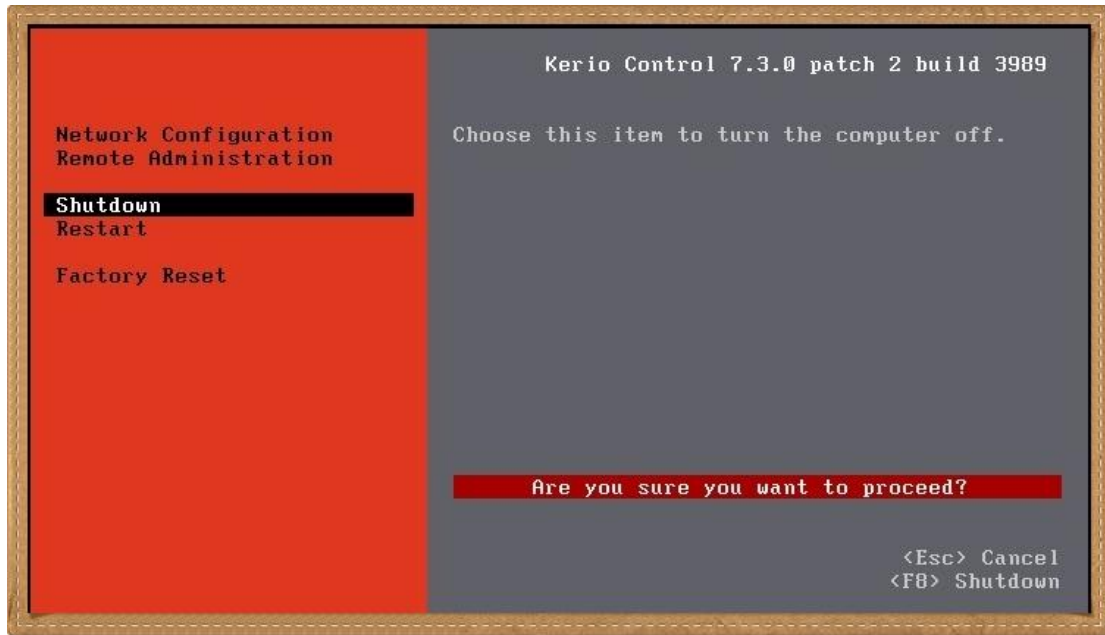 Kerio Control 7.3.0 patch 2 build 3989
Network Configuration
Remote Administration
Shutdown
Restart
Factory Reset
Choose this item to turn the computer off.
Are you sure you want to proceed?
<Esc> Cancel
<F8> Shutdown